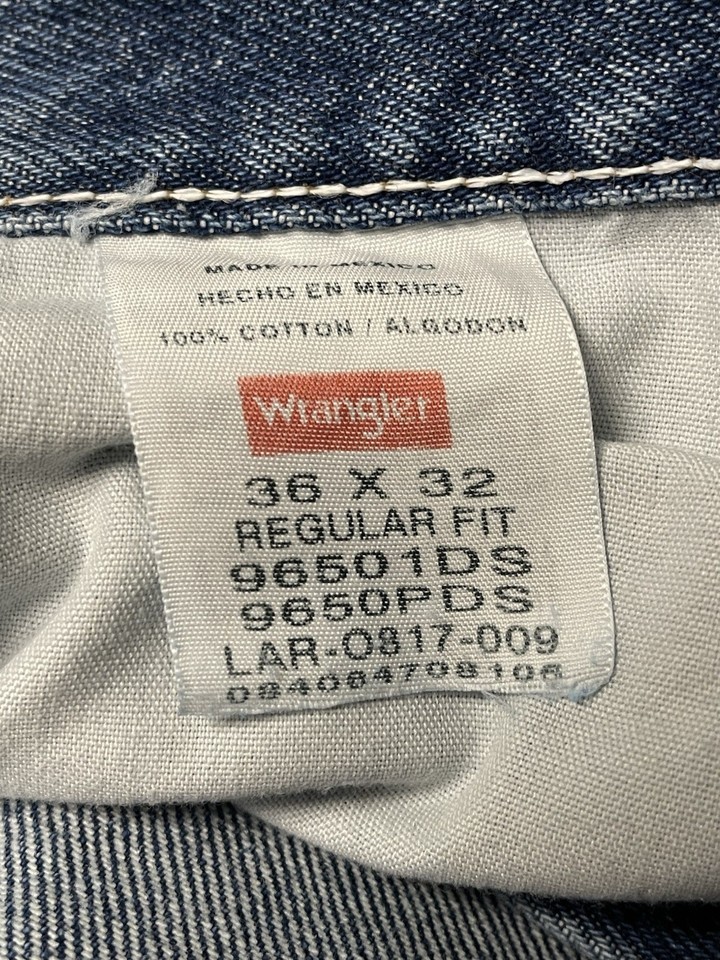 MADE IN MEXICO
HECHO EN MEXICO
100% COTTON / ALGODON
Wrangler
36 X 32
REGULAR FIT
96501DS
9650PDS
LAR-0817-009